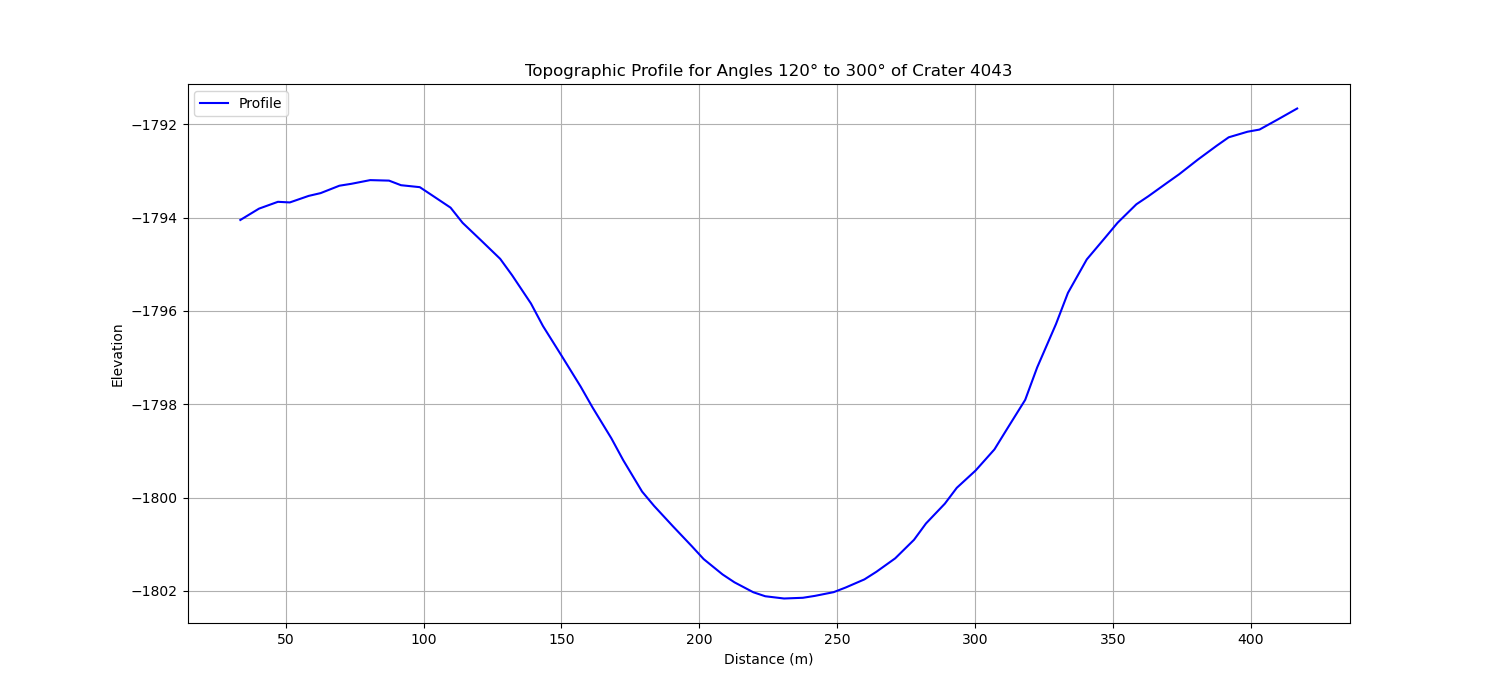 Topographic Profile for Angles 120° to 300° of Crater 4043
Profile
−1792
−1794
−1796
−1798
−1800
−1802
Elevation
50 100 150 200 250 300 350 400
Distance (m)